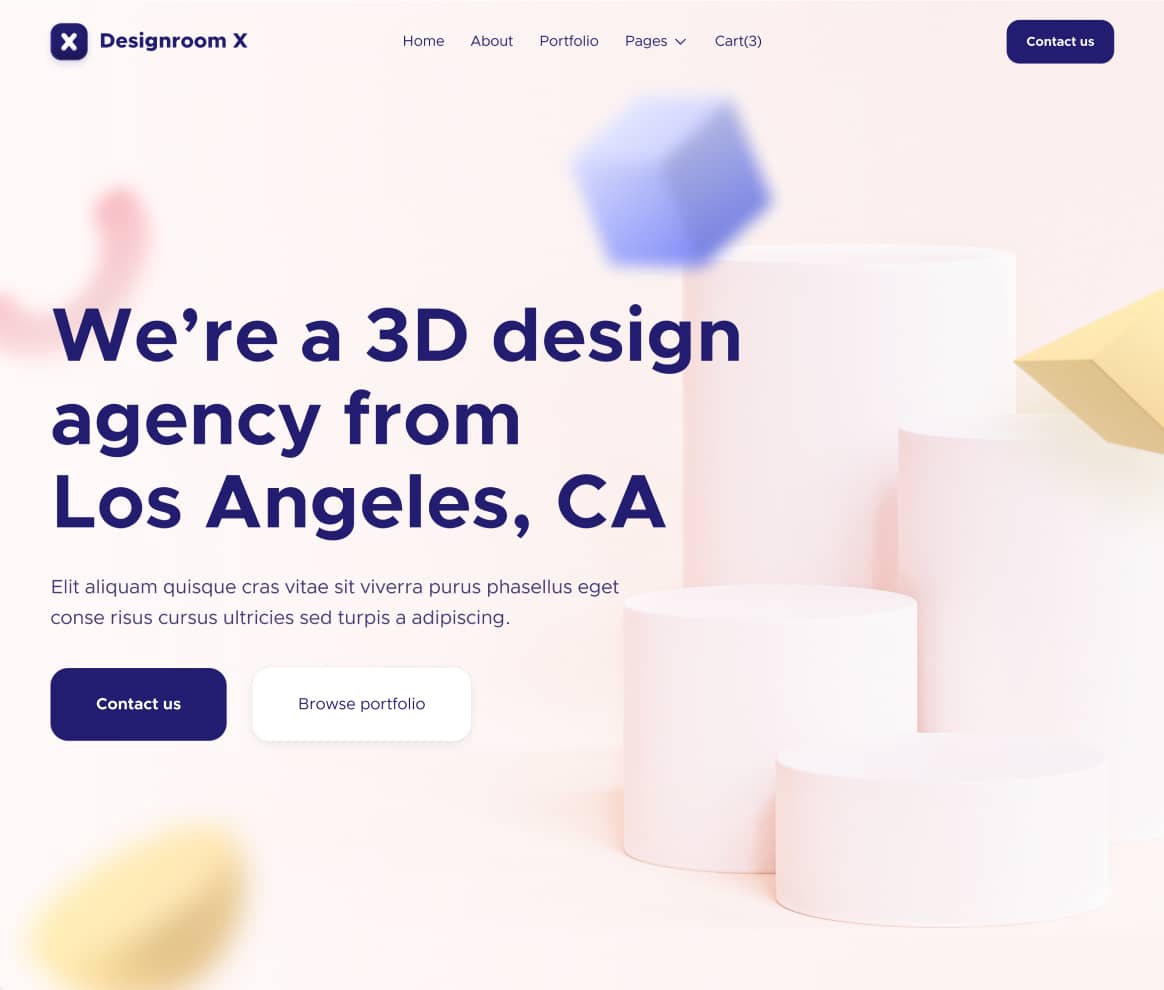 Designroom X
Home About Portfolio Pages Cart(3)
Contact us
We’re a 3D design
agency from
Los Angeles, CA
Elit aliquam quisque cras vitae sit viverra purus phasellus eget
conse risus cursus ultricies sed turpis a adipiscing.
Contact us
Browse portfolio